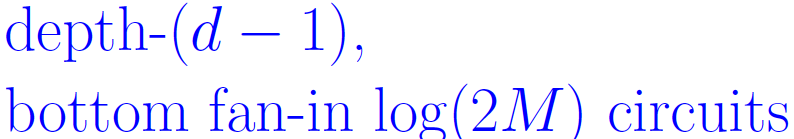 depth-(d − 1),
bottom fan-in log(2M) circuits